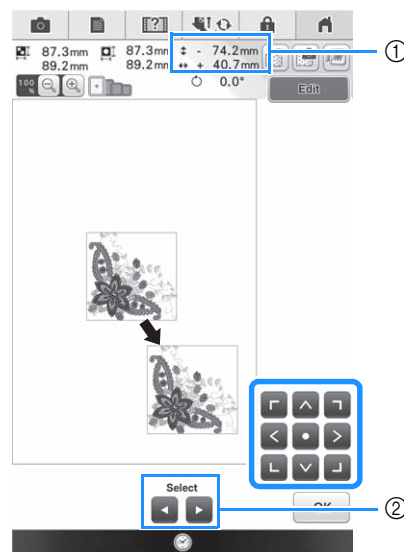 87.3mm 87.3mm ↕ - 74.2mm ①
89.2mm 89.2mm ↔ + 40.7mm
100 % 0.0°
Edit
Select
OK
②